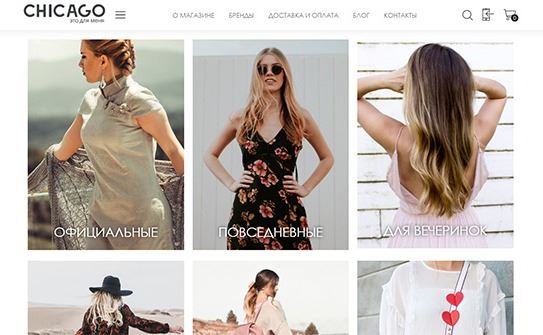 CHICAGO
это для меня
О МАГАЗИНЕ БРЕНДЫ ДОСТАВКА И ОПЛАТА БЛОГ КОНТАКТЫ
0
ОФИЦИАЛЬНЫЕ
ПОВСЕДНЕВНЫЕ
ДЛЯ ВЕЧЕРИНОК